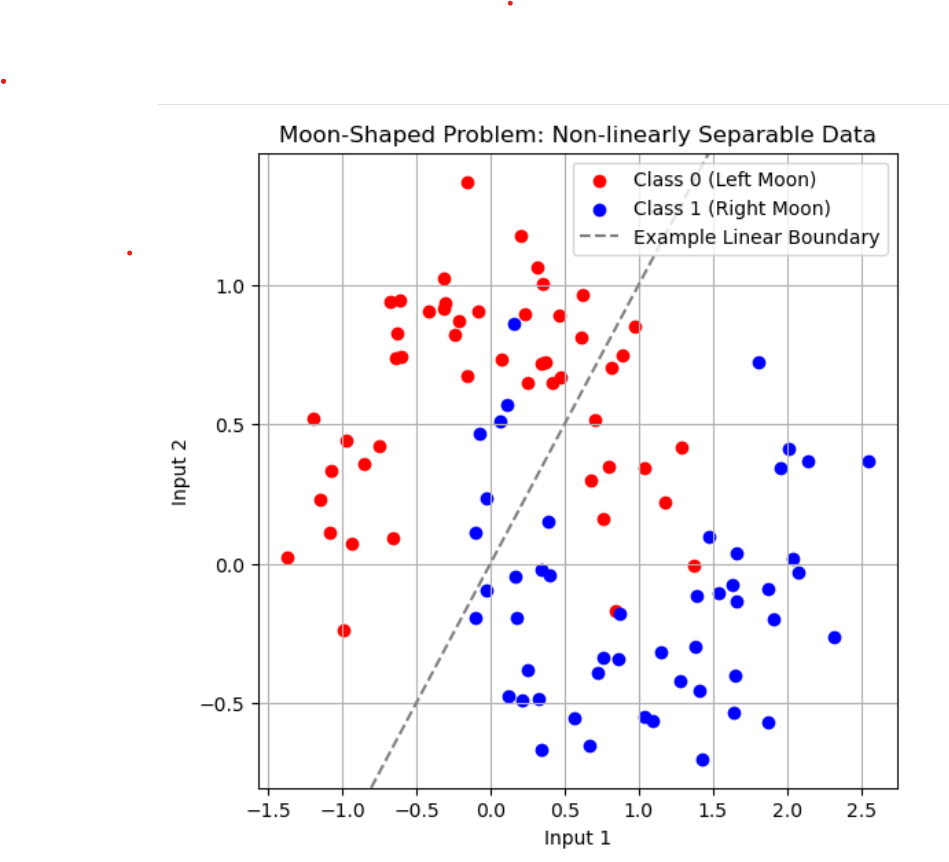 Moon-Shaped Problem: Non-linearly Separable Data
Class 0 (Left Moon)
Class 1 (Right Moon)
Example Linear Boundary
1.0
0.5
0.0
−0.5
Input 2
−1.5 −1.0 −0.5 0.0 0.5 1.0 1.5 2.0 2.5
Input 1